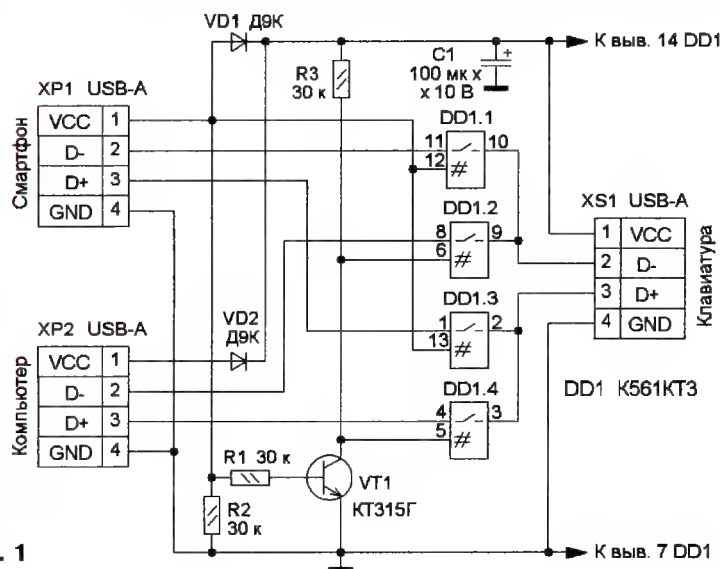 VD1 Д9К
К выв. 14 DD1
R3
30 к
C1
100 мк х
х 10 В
+
XP1 USB-A
Смартфон
VCC 1
D- 2
D+ 3
GND 4
DD1.1
11 10
12 #
DD1.2
8 9
6 #
XS1 USB-A
1 VCC
2 D-
3 D+
4 GND
Клавиатура
DD1.3
1 2
13 #
VD2
Д9К
XP2 USB-A
Компьютер
VCC 1
D- 2
D+ 3
GND 4
DD1 К561КТ3
DD1.4
4 3
5 #
R1 30 к
VT1
КТ315Г
R2
30 к
. 1
К выв. 7 DD1